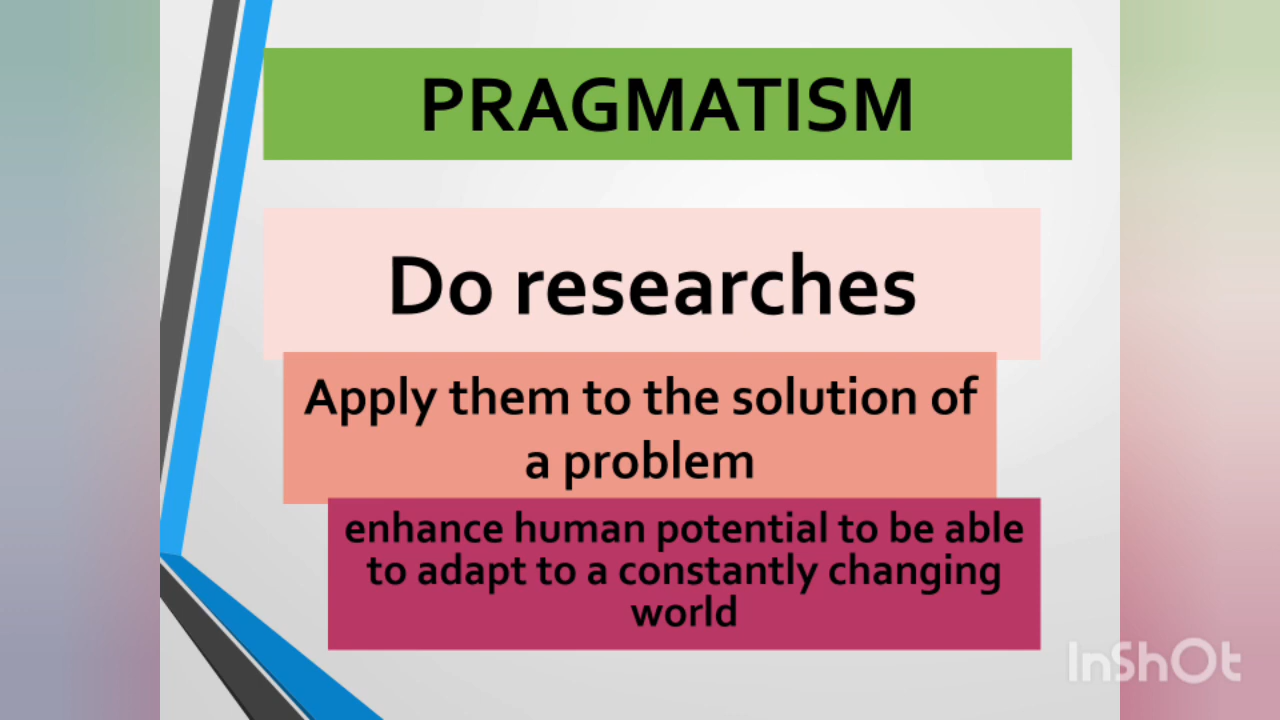 PRAGMATISM
Do researches
Apply them to the solution of
a problem
enhance human potential to be able
to adapt to a constantly changing
world
InShOt